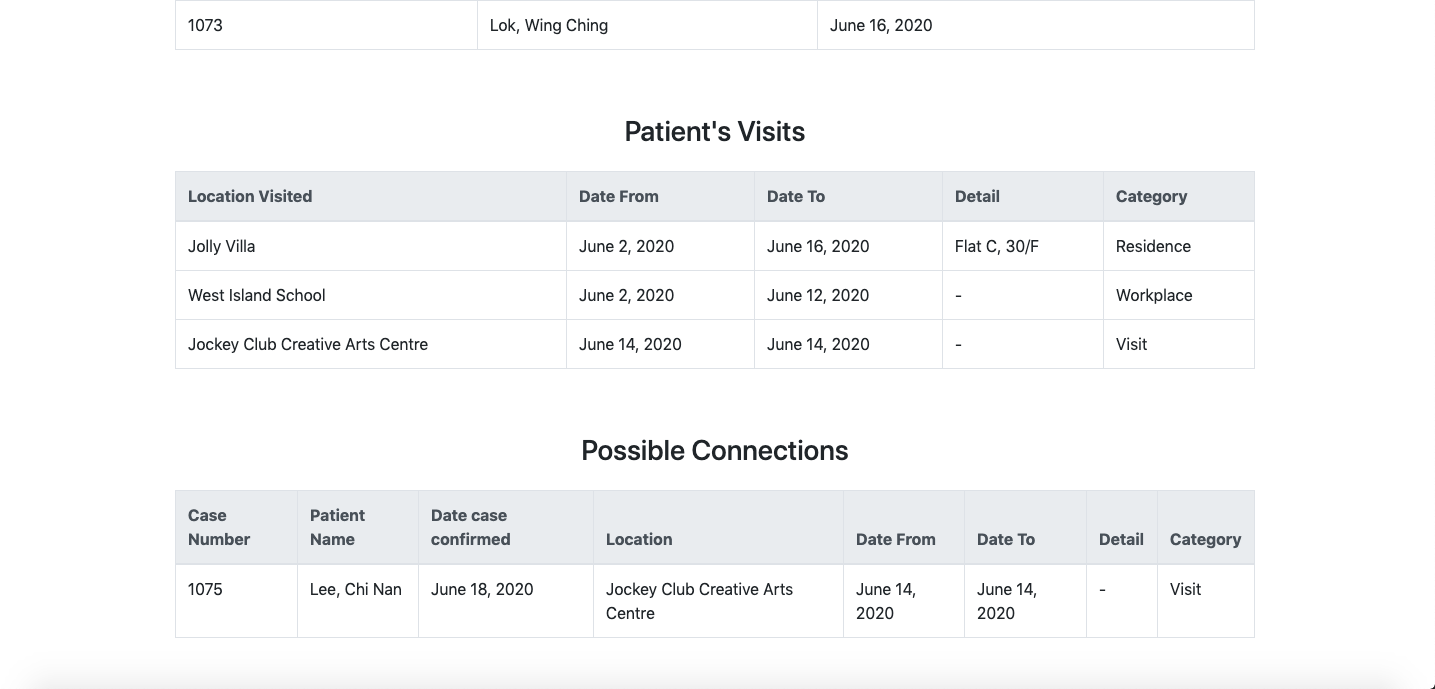 1073 Lok, Wing Ching June 16, 2020
Patient's Visits
Location Visited Date From Date To Detail Category
Jolly Villa June 2, 2020 June 16, 2020 Flat C, 30/F Residence
West Island School June 2, 2020 June 12, 2020 - Workplace
Jockey Club Creative Arts Centre June 14, 2020 June 14, 2020 - Visit
Possible Connections
Case Number Patient Name Date case confirmed Location Date From Date To Detail Category
1075 Lee, Chi Nan June 18, 2020 Jockey Club Creative Arts Centre June 14, 2020 June 14, 2020 - Visit